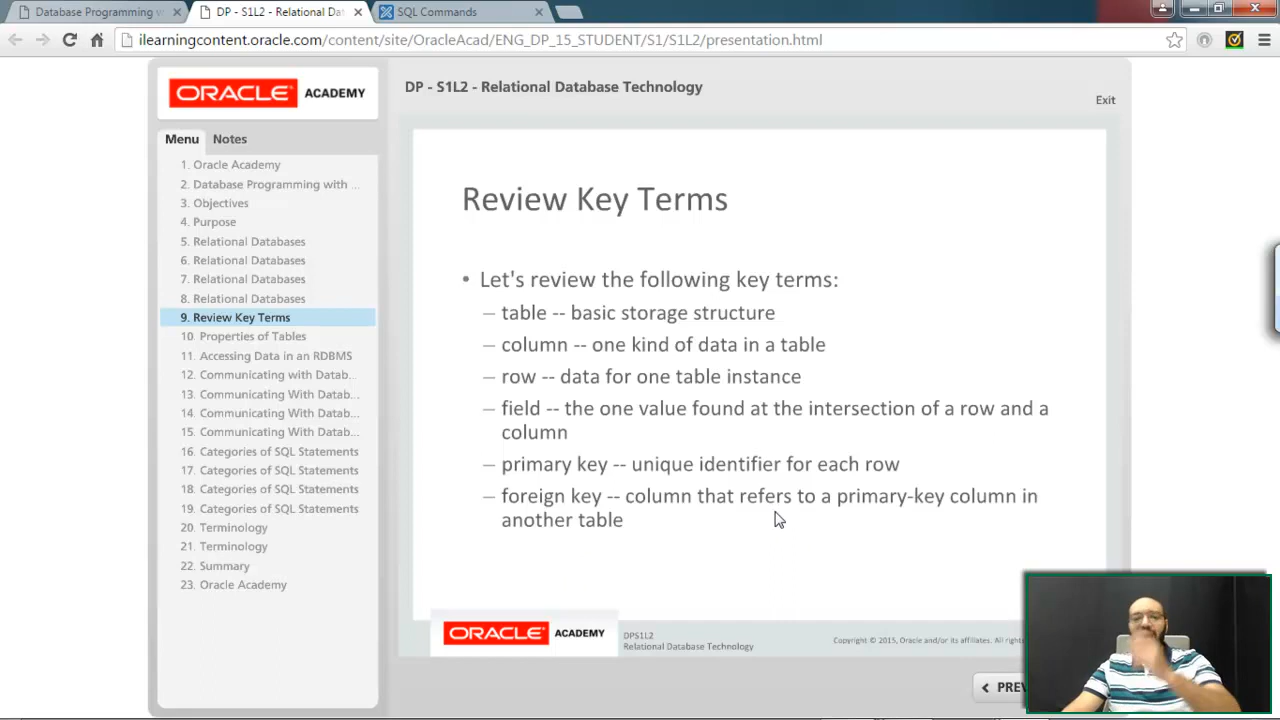 Database Programming w
DP - S1L2 - Relational Da
SQL Commands
ilearningcontent.oracle.com/content/site/OracleAcad/ENG_DP_15_STUDENT/S1/S1L2/presentation.html
ORACLE ACADEMY
DP - S1L2 - Relational Database Technology
Exit
Menu Notes
1. Oracle Academy
2. Database Programming with ...
3. Objectives
4. Purpose
5. Relational Databases
6. Relational Databases
7. Relational Databases
8. Relational Databases
9. Review Key Terms
10. Properties of Tables
11. Accessing Data in an RDBMS
12. Communicating with Datab...
13. Communicating With Datab...
14. Communicating With Datab...
15. Communicating With Datab...
16. Categories of SQL Statements
17. Categories of SQL Statements
18. Categories of SQL Statements
19. Categories of SQL Statements
20. Terminology
21. Terminology
22. Summary
23. Oracle Academy
Review Key Terms
• Let's review the following key terms:
– table -- basic storage structure
– column -- one kind of data in a table
– row -- data for one table instance
– field -- the one value found at the intersection of a row and a
column
– primary key -- unique identifier for each row
– foreign key -- column that refers to a primary-key column in
another table
ORACLE ACADEMY
DPS1L2
Relational Database Technology
Copyright © 2015, Oracle and/or its affiliates. All rights
PREV